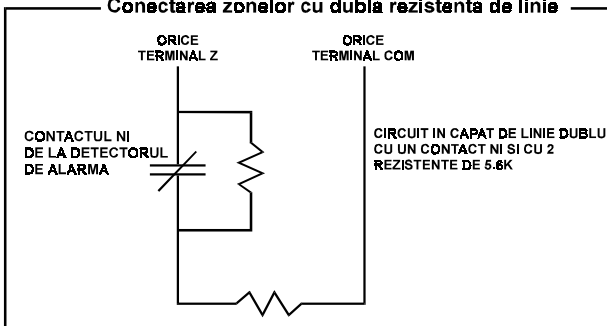 Conectarea zonelor cu dubla rezistenta de linie
ORICE
TERMINAL Z
ORICE
TERMINAL COM
CONTACTUL NI
DE LA DETECTORUL
DE ALARMA
CIRCUIT IN CAPAT DE LINIE DUBLU
CU UN CONTACT NI SI CU 2
REZISTENTE DE 5.6K